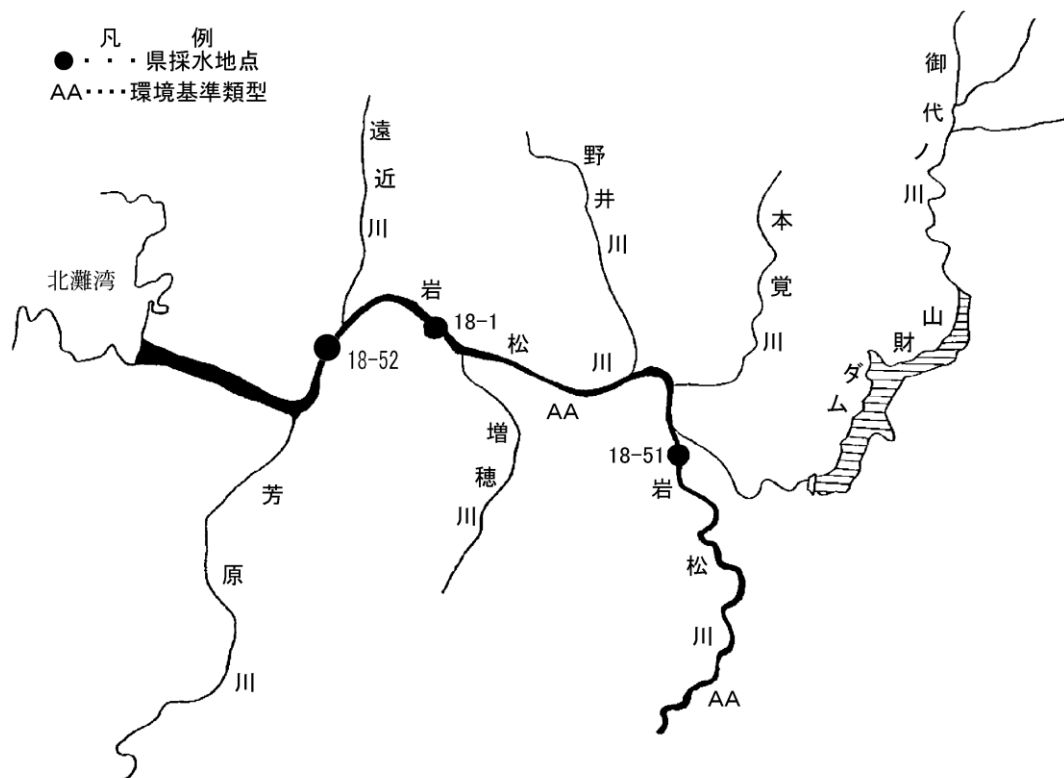 凡 例
●・・・県採水地点
AA・・・・環境基準類型
御代ノ川
遠近川
野井川
本覚川
北灘湾
岩松川
18-1
18-52
山財ダム
AA
増穂川
18-51
岩松川
芳原川
AA